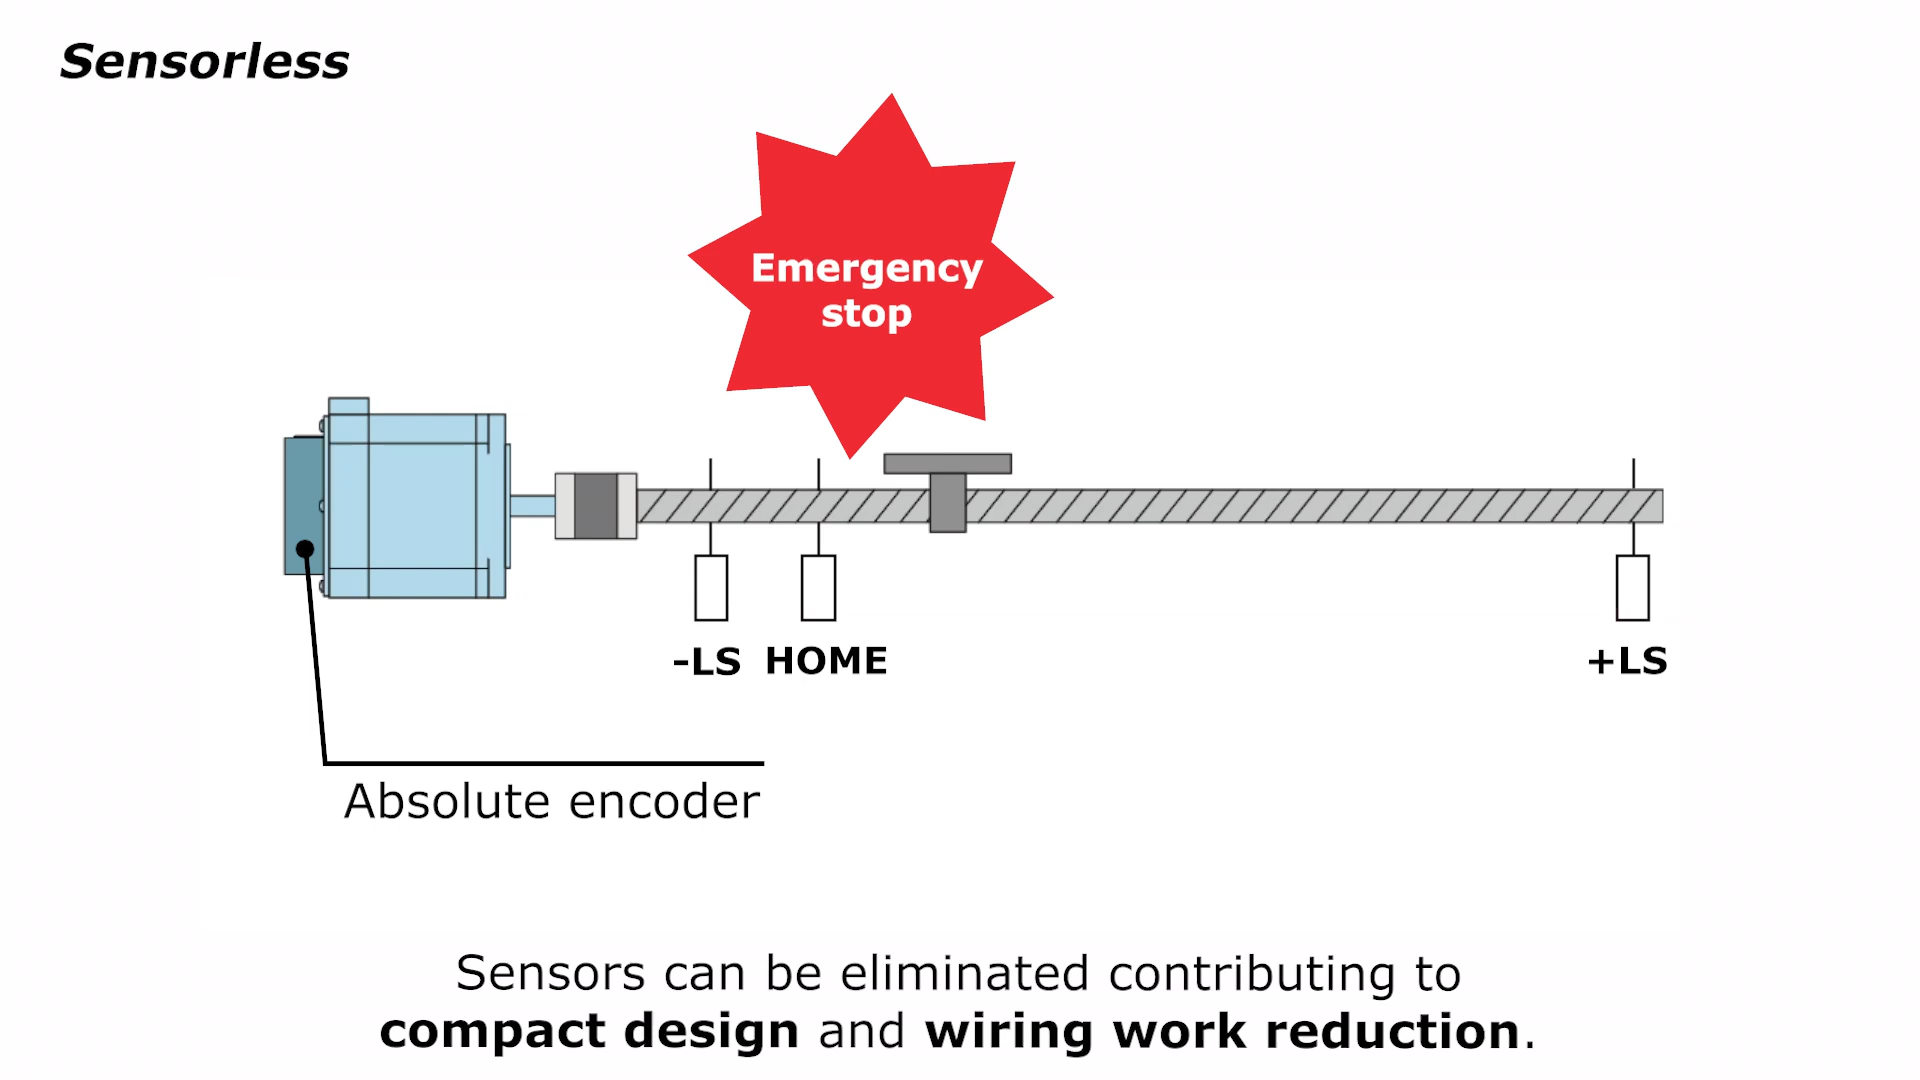 Sensorless
Emergency
stop
-LS HOME +LS
Absolute encoder
Sensors can be eliminated contributing to
compact design and wiring work reduction.